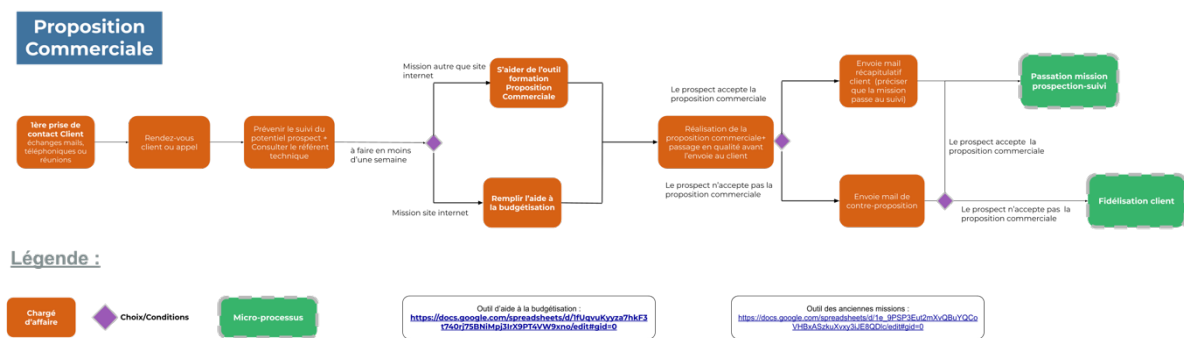 Proposition
Commerciale
1ère prise de
contact Client
échanges mails,
téléphoniques ou
réunions
Rendez-vous
client ou appel
Prévenir le suivi du
potentiel prospect +
Consulter le référent
technique
à faire en moins
d'une semaine
Mission autre que site
internet
Mission site internet
S'aider de l'outil
formation
Proposition
Commerciale
Remplir l'aide à
la budgétisation
Réalisation de la
proposition commerciale+
passage en qualité avant
l'envoie au client
Le prospect accepte la
proposition commerciale
Le prospect n'accepte pas la
proposition commerciale
Envoie mail
récapitulatif
client (préciser
que la mission
passe au suivi)
Envoie mail de
contre-proposition
Le prospect accepte la
proposition commerciale
Le prospect n'accepte pas la
proposition commerciale
Passation mission
prospection-suivi
Fidélisation client
Légende :
Chargé
d'affaire
Choix/Conditions
Micro-processus
Outil d'aide à la budgétisation :
Outil des anciennes missions :